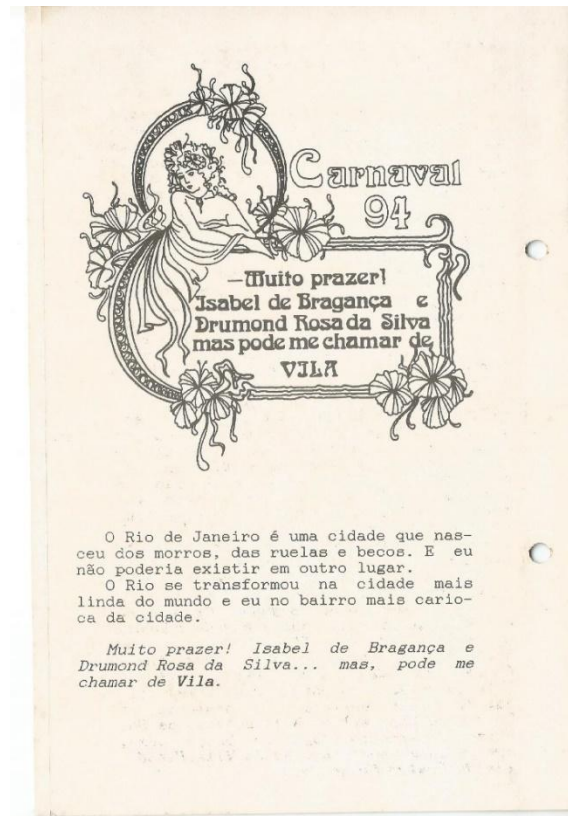 Carnaval
94
—Muito prazer!
Isabel de Bragança e
Drumond Rosa da Silva
mas pode me chamar de
VILA
O Rio de Janeiro é uma cidade que nas-
ceu dos morros, das ruelas e becos. E eu
não poderia existir em outro lugar.
O Rio se transformou na cidade mais
linda do mundo e eu no bairro mais cario-
ca da cidade.
Muito prazer! Isabel de Bragança e
Drumond Rosa da Silva... mas, pode me
chamar de Vila.